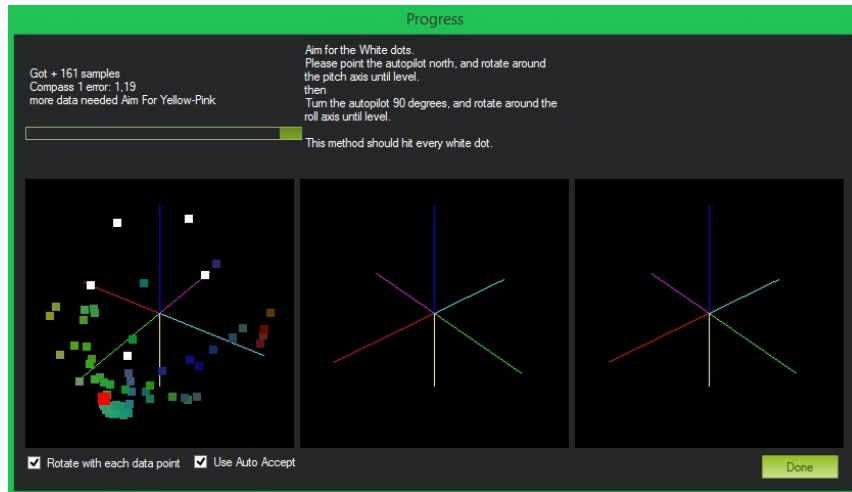 Progress
Got + 161 samples
Compass 1 error: 1,19
more data needed Aim For Yellow-Pink
Aim for the White dots.
Please point the autopilot north, and rotate around
the pitch axis until level.
then
Turn the autopilot 90 degrees, and rotate around the
roll axis until level.
This method should hit every white dot.
Rotate with each data point
Use Auto Accept
Done